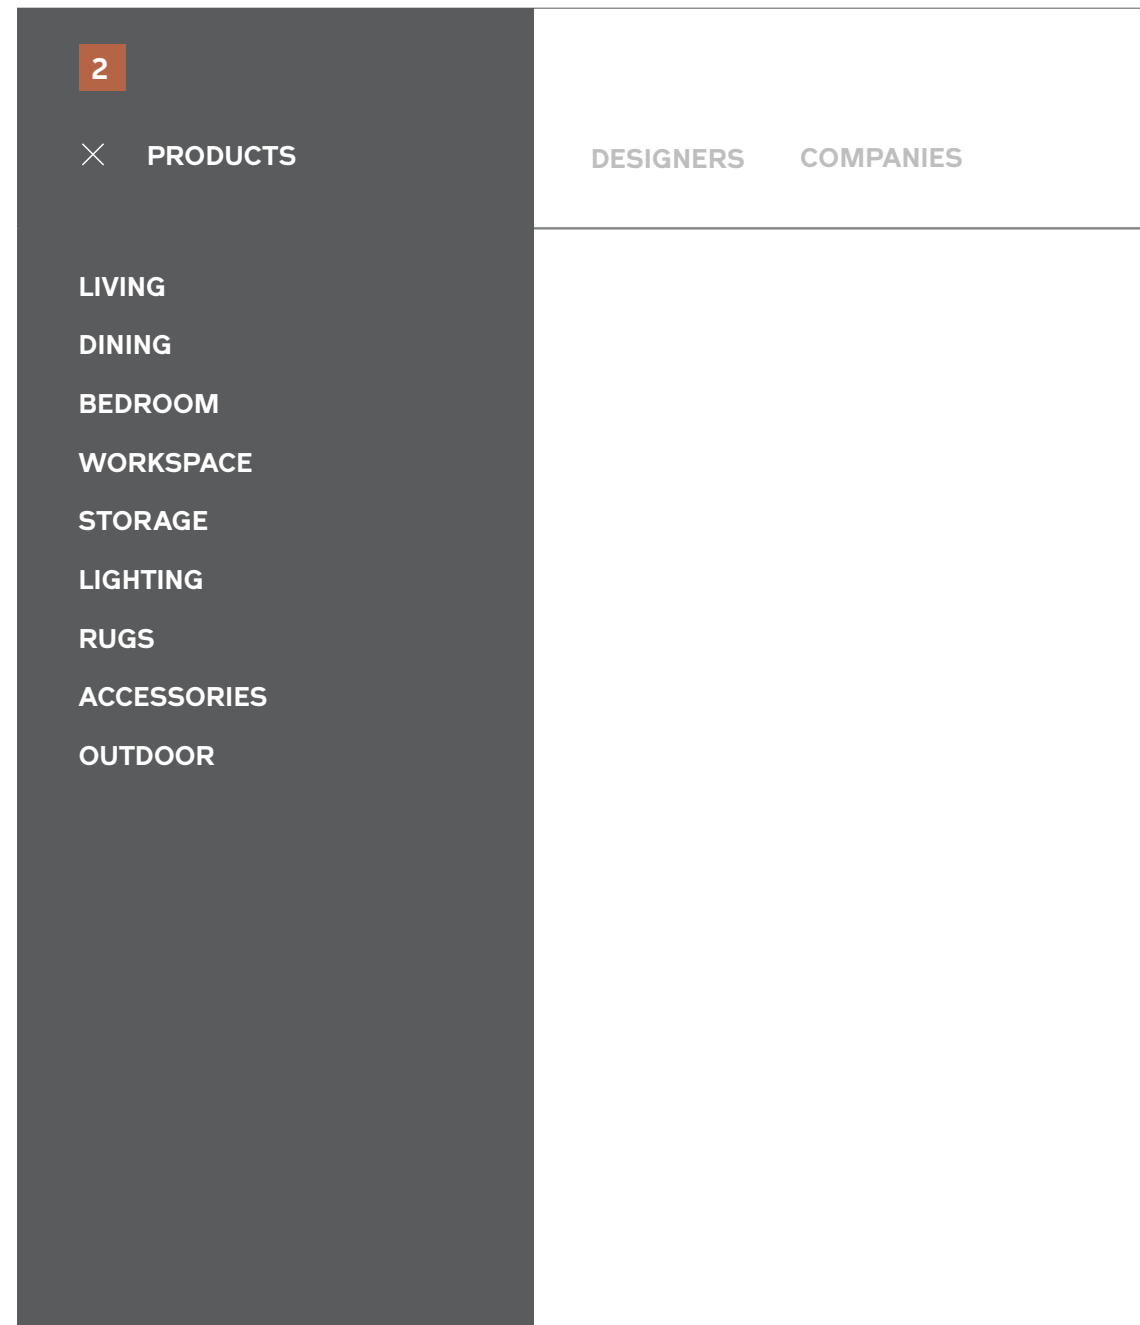 2
PRODUCTS
DESIGNERS
COMPANIES
LIVING
DINING
BEDROOM
WORKSPACE
STORAGE
LIGHTING
RUGS
ACCESSORIES
OUTDOOR